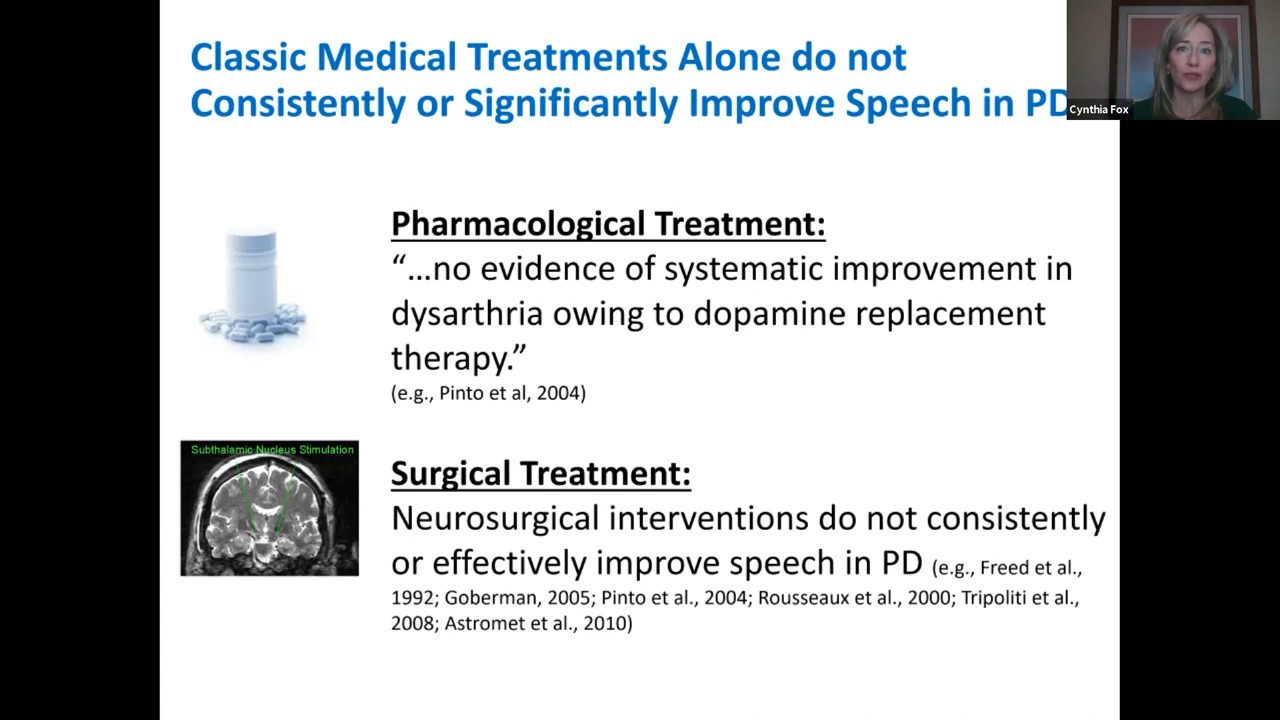 Classic Medical Treatments Alone do not
Consistently or Significantly Improve Speech in PD
Cynthia Fox
Pharmacological Treatment:
“...no evidence of systematic improvement in
dysarthria owing to dopamine replacement
therapy.”
(e.g., Pinto et al, 2004)
Subthalamic Nucleus Stimulation
Surgical Treatment:
Neurosurgical interventions do not consistently
or effectively improve speech in PD (e.g., Freed et al.,
1992; Goberman, 2005; Pinto et al., 2004; Rousseaux et al., 2000; Tripoliti et al.,
2008; Astromet et al., 2010)